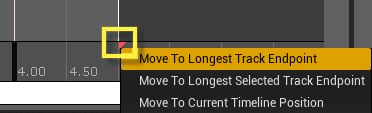 Move To Longest Track Endpoint
4.00 4.50
Move To Longest Selected Track Endpoint
Move To Current Timeline Position